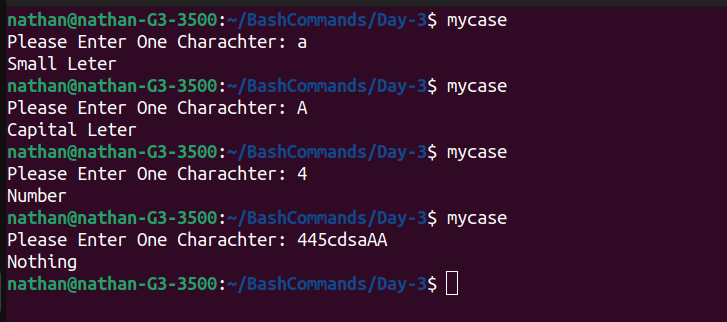 nathan@nathan-G3-3500:~/BashCommands/Day-3$ mycase
Please Enter One Charachter: a
Small Leter
nathan@nathan-G3-3500:~/BashCommands/Day-3$ mycase
Please Enter One Charachter: A
Capital Leter
nathan@nathan-G3-3500:~/BashCommands/Day-3$ mycase
Please Enter One Charachter: 4
Number
nathan@nathan-G3-3500:~/BashCommands/Day-3$ mycase
Please Enter One Charachter: 445cdsaAA
Nothing
nathan@nathan-G3-3500:~/BashCommands/Day-3$